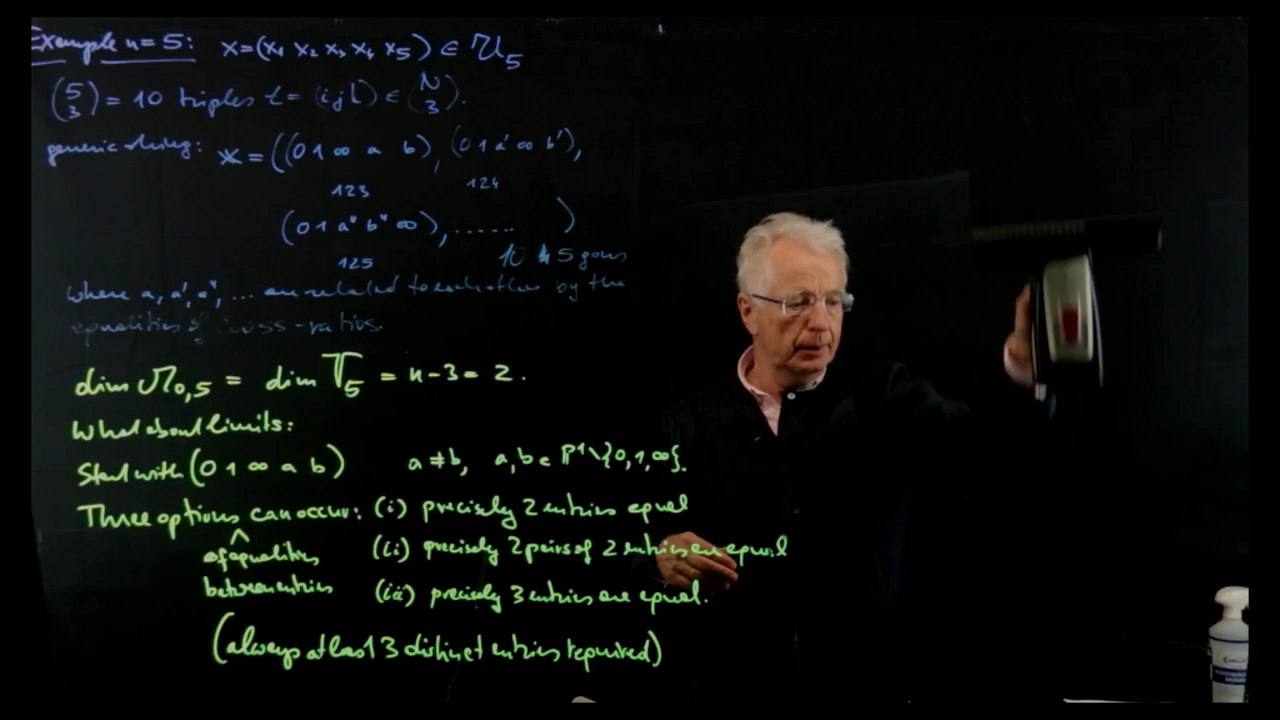 Example n=5: x=(x₁ x₂ x₃ x₄ x₅) ∈ 𝒰₅
(5 3) = 10 triples t=(ijk) ∈ (N 3).
generic string: 𝕏 = ((0 1 ∞ a b), (0 1 a' ∞ b'),
123 124
(0 1 a'' b'' ∞), ...... )
125 10 5 gons
where a, a', a'', ... are related to each other by the
equalities of cross-ratios.
dim ℳ₀,₅ = dim 𝕋₅ = n-3 = 2.
What about limits:
Start with (0 1 ∞ a b) a≠b, a,b ∈ ℙ¹\{0,1,∞}.
Three options can occur: (i) precisely 2 entries equal
^
of equalities (ii) precisely 2 pairs of 2 entries are equal
between entries (iii) precisely 3 entries are equal.
(always at least 3 distinct entries required)